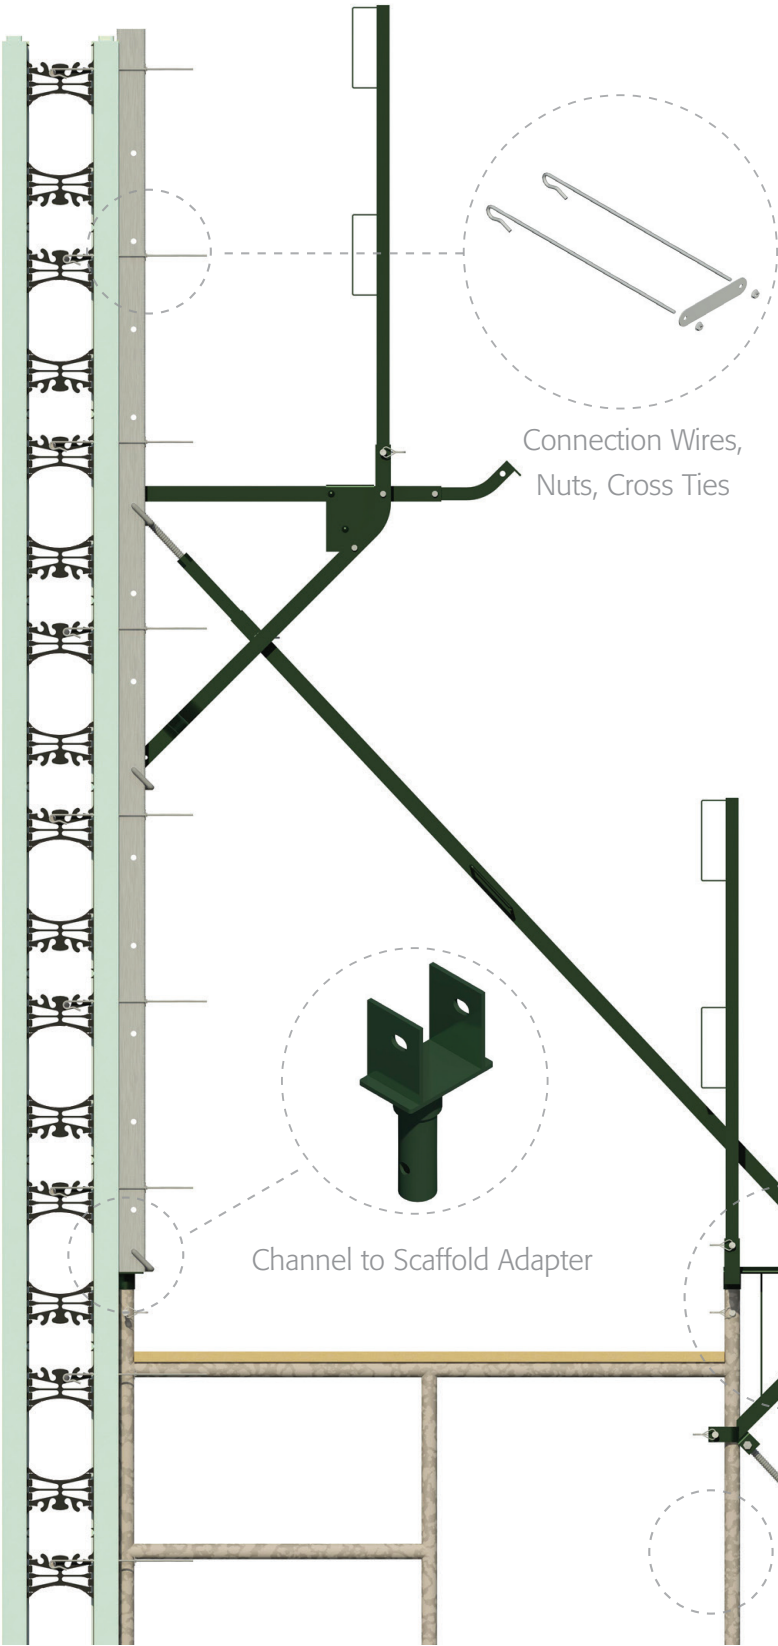 Connection Wires,
Nuts, Cross Ties
Channel to Scaffold Adapter